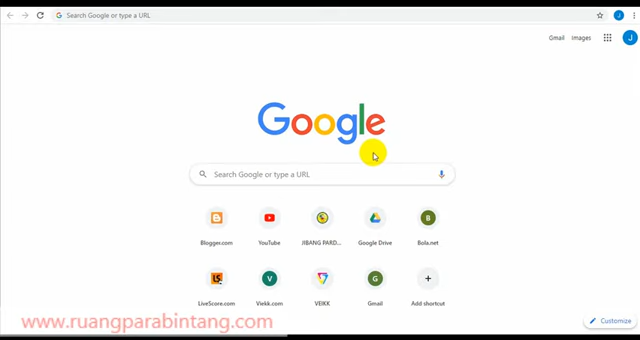 Search Google or type a URL
J
Gmail Images
J
Google
Search Google or type a URL
B
Blogger.com YouTube JIBANG PARD... Google Drive Bola.net
LS V G
LiveScore.com Viekk.com VEIKK Gmail Add shortcut
www.ruangparabintang.com
Customize